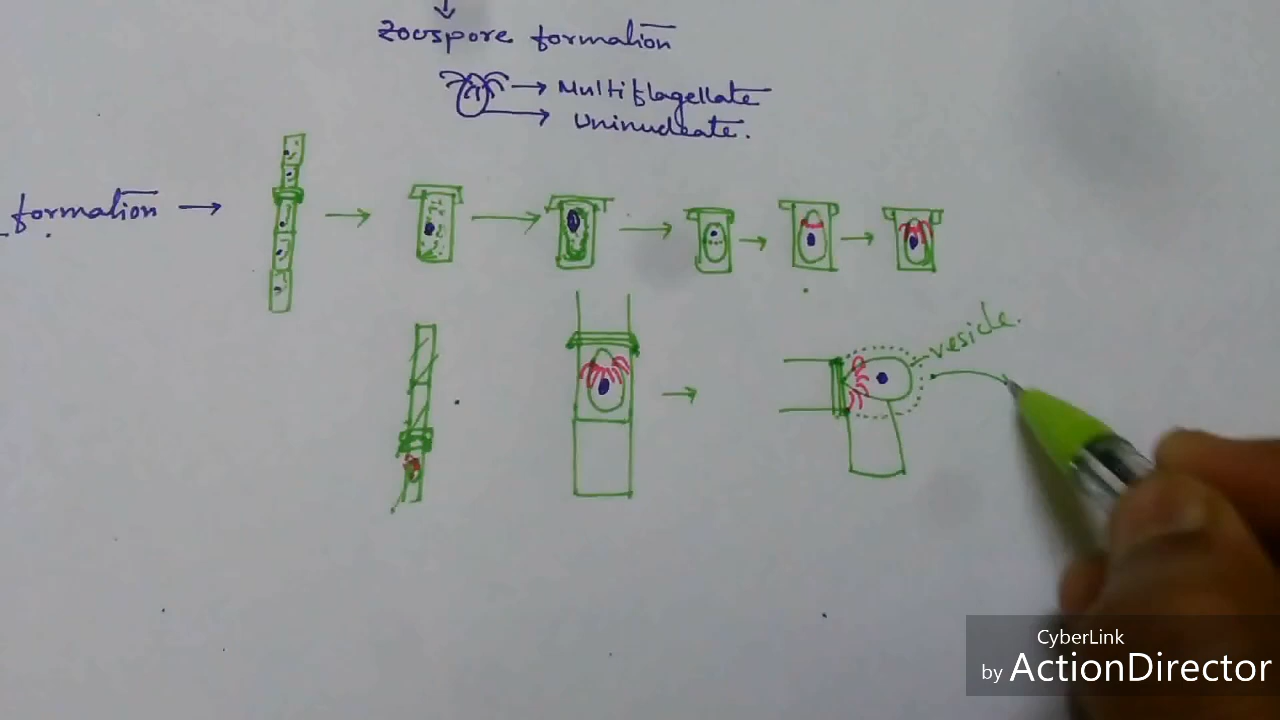 Zoospore formation
Multiflagellate
Uninucleate.
formation
vesicle.
CyberLink
by ActionDirector